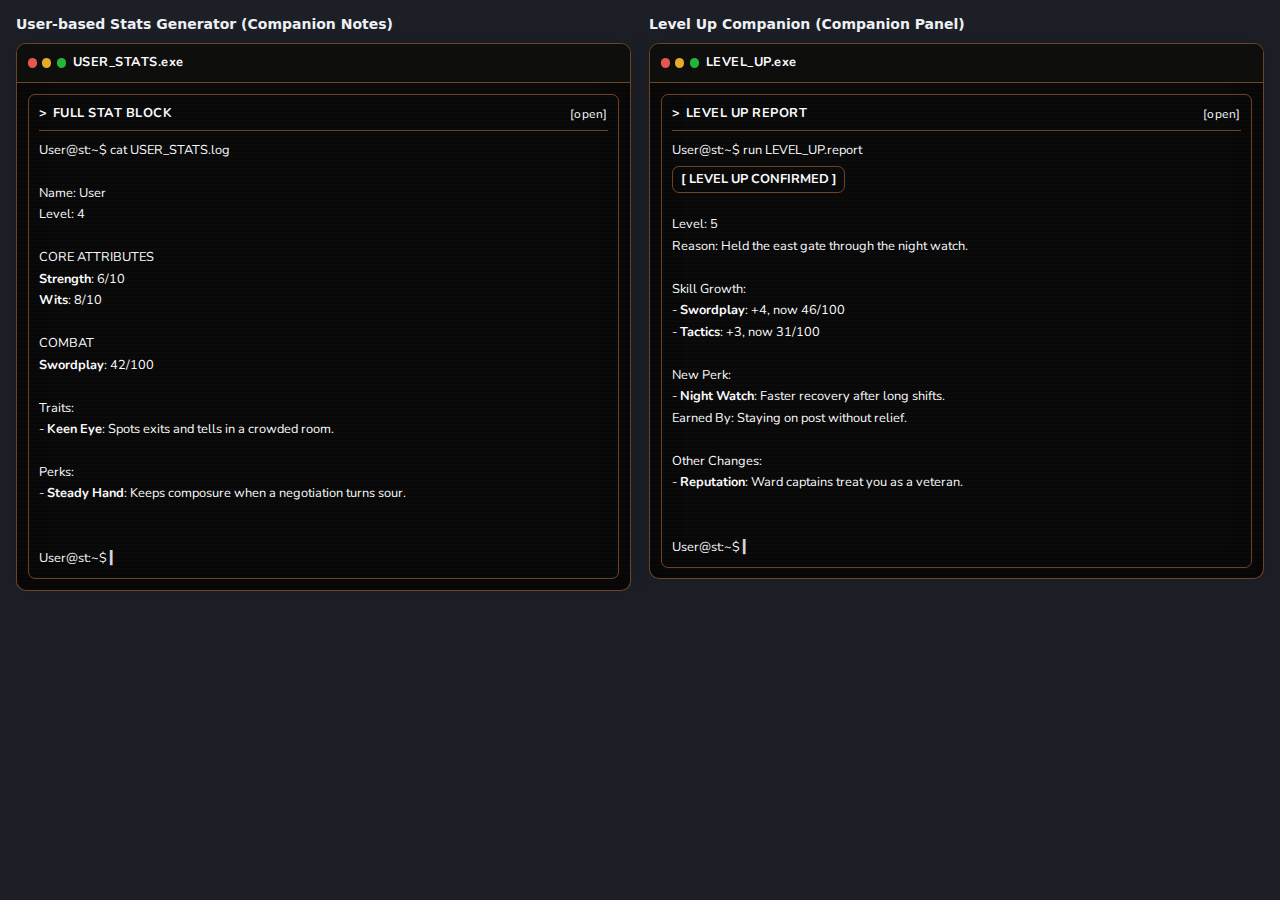 User-based Stats Generator (Companion Notes)
USER_STATS.exe
> FULL STAT BLOCK
[open]
User@st:~$ cat USER_STATS.log
Name: User
Level: 4
CORE ATTRIBUTES
Strength: 6/10
Wits: 8/10
COMBAT
Swordplay: 42/100
Traits:
- Keen Eye: Spots exits and tells in a crowded room.
Perks:
- Steady Hand: Keeps composure when a negotiation turns sour.
User@st:~$
Level Up Companion (Companion Panel)
LEVEL_UP.exe
> LEVEL UP REPORT
[open]
User@st:~$ run LEVEL_UP.report
[ LEVEL UP CONFIRMED ]
Level: 5
Reason: Held the east gate through the night watch.
Skill Growth:
- Swordplay: +4, now 46/100
- Tactics: +3, now 31/100
New Perk:
- Night Watch: Faster recovery after long shifts.
Earned By: Staying on post without relief.
Other Changes:
- Reputation: Ward captains treat you as a veteran.
User@st:~$